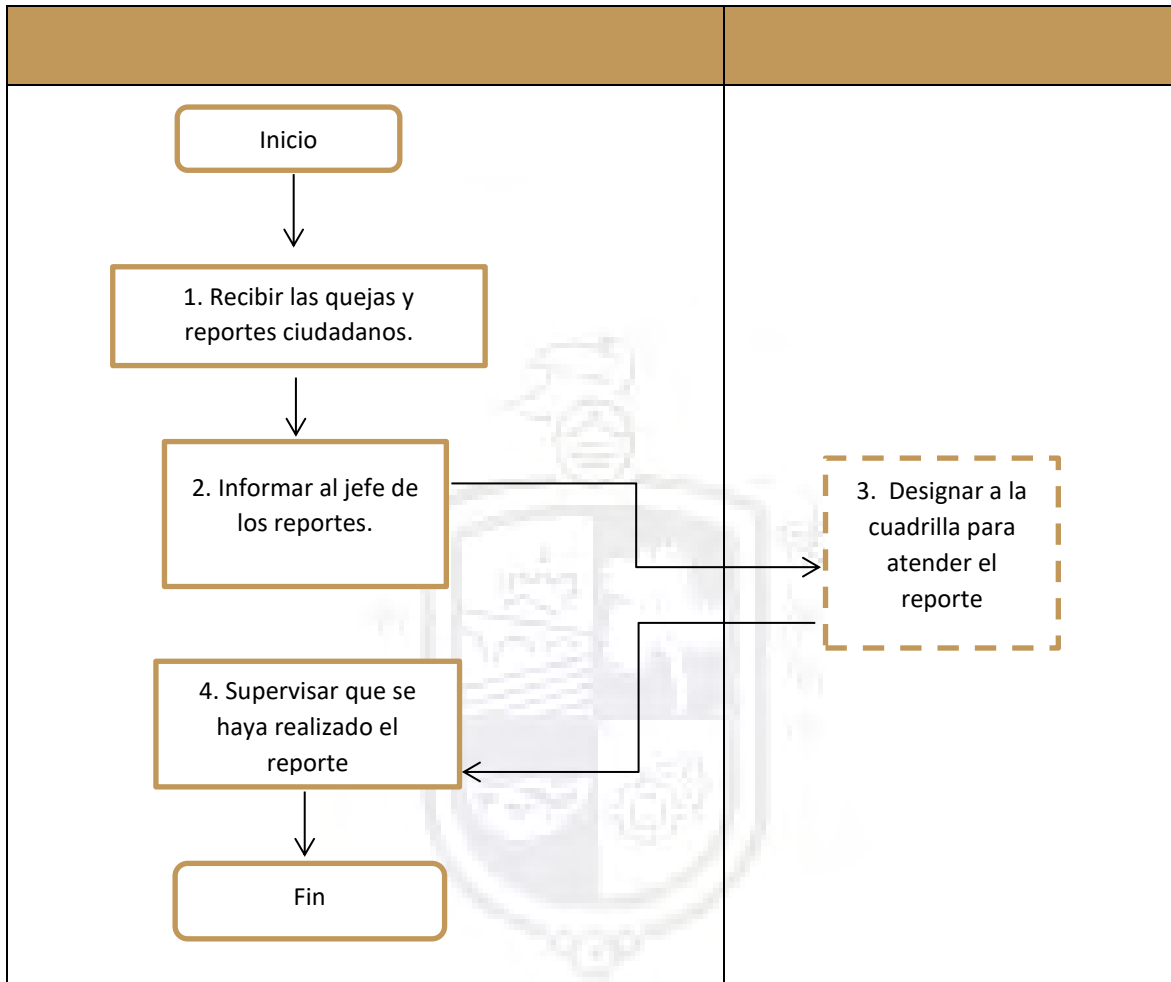 Inicio
1. Recibir las quejas y
reportes ciudadanos.
2. Informar al jefe de
los reportes.
3. Designar a la
cuadrilla para
atender el
reporte
4. Supervisar que se
haya realizado el
reporte
Fin